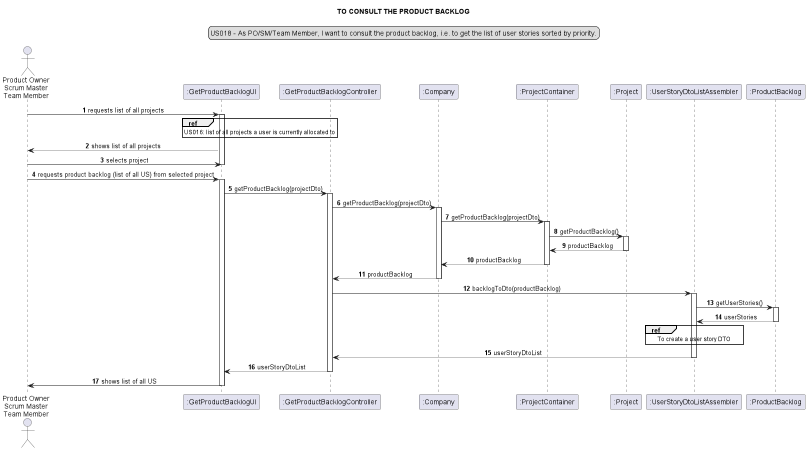 TO CONSULT THE PRODUCT BACKLOG
US018 - As PO/SM/Team Member, I want to consult the product backlog, i.e. to get the list of user stories sorted by priority.
Product Owner
Scrum Master
Team Member
:GetProductBacklogUI
:GetProductBacklogController
:Company
:ProjectContainer
:Project
:UserStoryDtoListAssembler
:ProductBacklog
1 requests list of all projects
ref
US016: list of all projects a user is currently allocated to
2 shows list of all projects
3 selects project
4 requests product backlog (list of all US) from selected project
5 getProductBacklog(projectDto)
6 getProductBacklog(projectDto)
7 getProductBacklog(projectDto)
8 getProductBacklog()
9 productBacklog
10 productBacklog
11 productBacklog
12 backlogToDto(productBacklog)
13 getUserStories()
14 userStories
ref
To create a user story DTO
15 userStoryDtoList
16 userStoryDtoList
17 shows list of all US
Product Owner
Scrum Master
Team Member
:GetProductBacklogUI
:GetProductBacklogController
:Company
:ProjectContainer
:Project
:UserStoryDtoListAssembler
:ProductBacklog